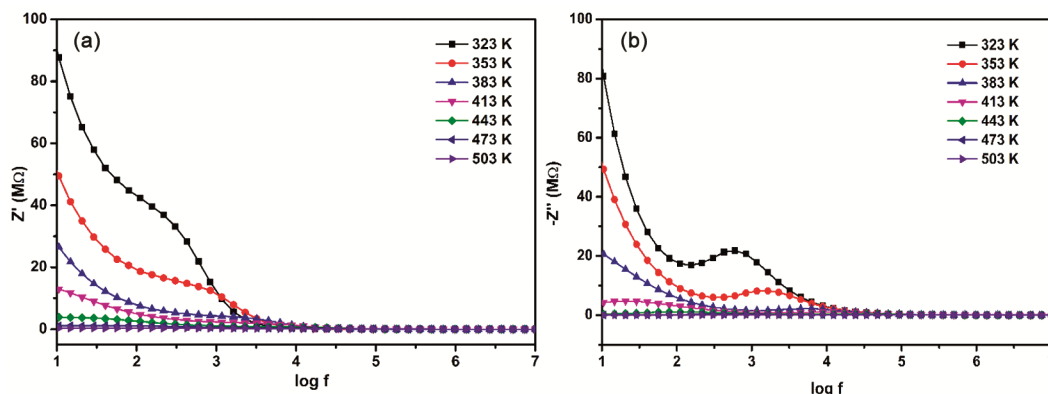 (a)
100
80
60
40
20
0
Z' (MΩ)
323 K
353 K
383 K
413 K
443 K
473 K
503 K
1 2 3 4 5 6 7
log f
(b)
100
80
60
40
20
0
-Z'' (MΩ)
323 K
353 K
383 K
413 K
443 K
473 K
503 K
1 2 3 4 5 6
log f